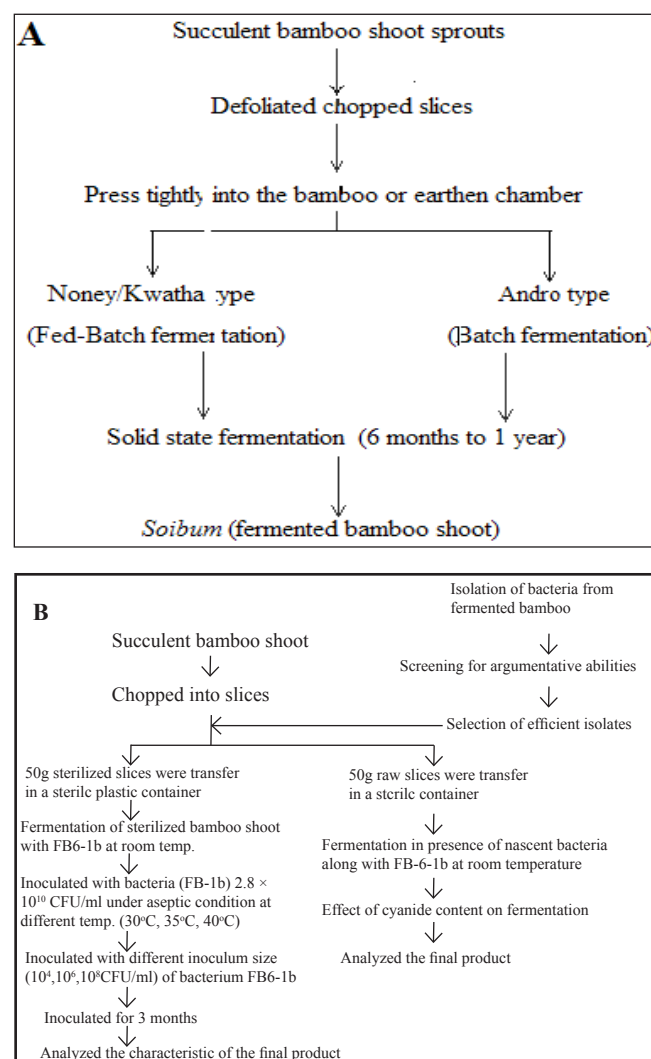 A
Succulent bamboo shoot sprouts
Defoliated chopped slices
Press tightly into the bamboo or earthen chamber
Noney/Kwatha type
(Fed-Batch fermentation)
Andro type
(Batch fermentation)
Solid state fermentation (6 months to 1 year)
Soibum (fermented bamboo shoot)
B
Isolation of bacteria from
fermented bamboo
Screening for argumentative abilities
Selection of efficient isolates
Succulent bamboo shoot
Chopped into slices
50g sterilized slices were transfer
in a sterilc plastic container
Fermentation of sterilized bamboo shoot
with FB6-1b at room temp.
Inoculated with bacteria (FB-1b) 2.8 ×
10¹⁰ CFU/ml under aseptic condition at
different temp. (30°C, 35°C, 40°C)
Inoculated with different inoculum size
(10⁴,10⁶,10⁸CFU/ml) of bacterium FB6-1b
Inoculated for 3 months
Analyzed the characteristic of the final product
50g raw slices were transfer
in a stcrilc container
Fermentation in presence of nascent bacteria
along with FB-6-1b at room temperature
Effect of cyanide content on fermentation
Analyzed the final product